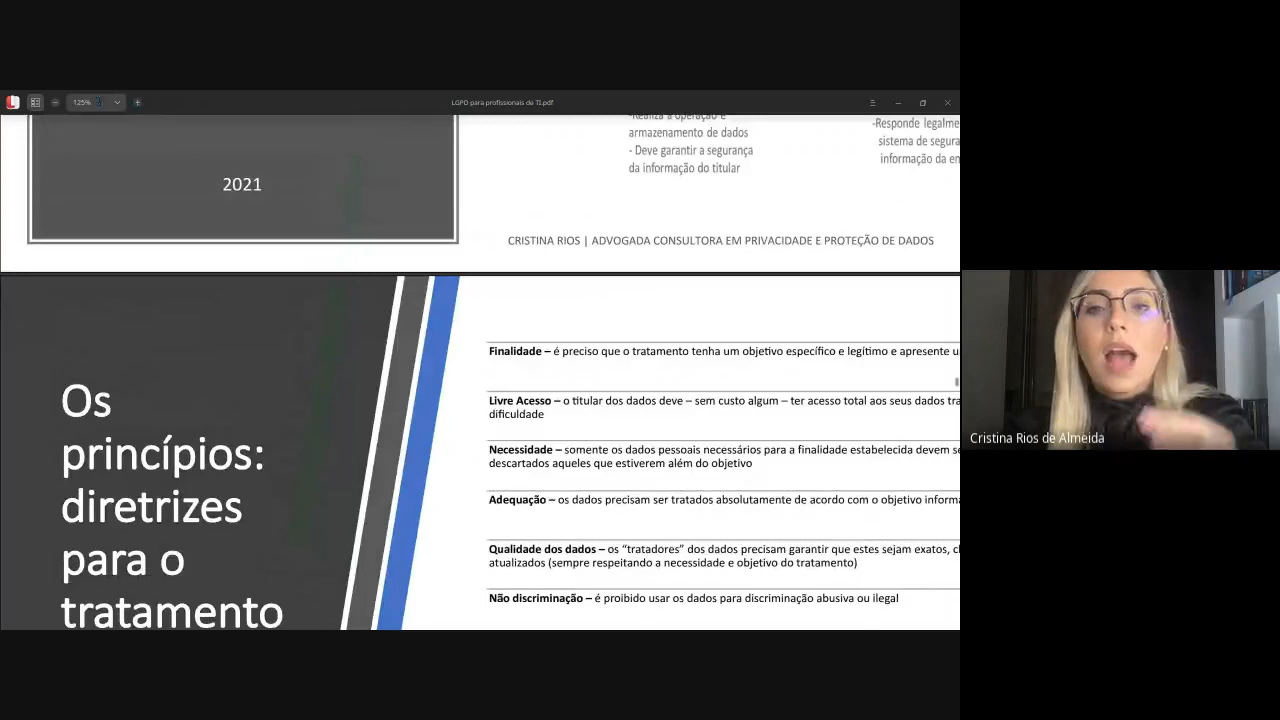 125%
LGPD para profissionais de TI.pdf
armazenamento de dados
- Deve garantir a segurança
da informação do titular
-Responde legalme
sistema de segura
informação da en
2021
CRISTINA RIOS | ADVOGADA CONSULTORA EM PRIVACIDADE E PROTEÇÃO DE DADOS
Os
princípios:
diretrizes
para o
tratamento
Finalidade – é preciso que o tratamento tenha um objetivo específico e legítimo e apresente u
Livre Acesso – o titular dos dados deve – sem custo algum – ter acesso total aos seus dados tra
dificuldade
Necessidade – somente os dados pessoais necessários para a finalidade estabelecida devem se
descartados aqueles que estiverem além do objetivo
Adequação – os dados precisam ser tratados absolutamente de acordo com o objetivo informa
Qualidade dos dados – os “tratadores” dos dados precisam garantir que estes sejam exatos, cl
atualizados (sempre respeitando a necessidade e objetivo do tratamento)
Não discriminação – é proibido usar os dados para discriminação abusiva ou ilegal
Cristina Rios de Almeida